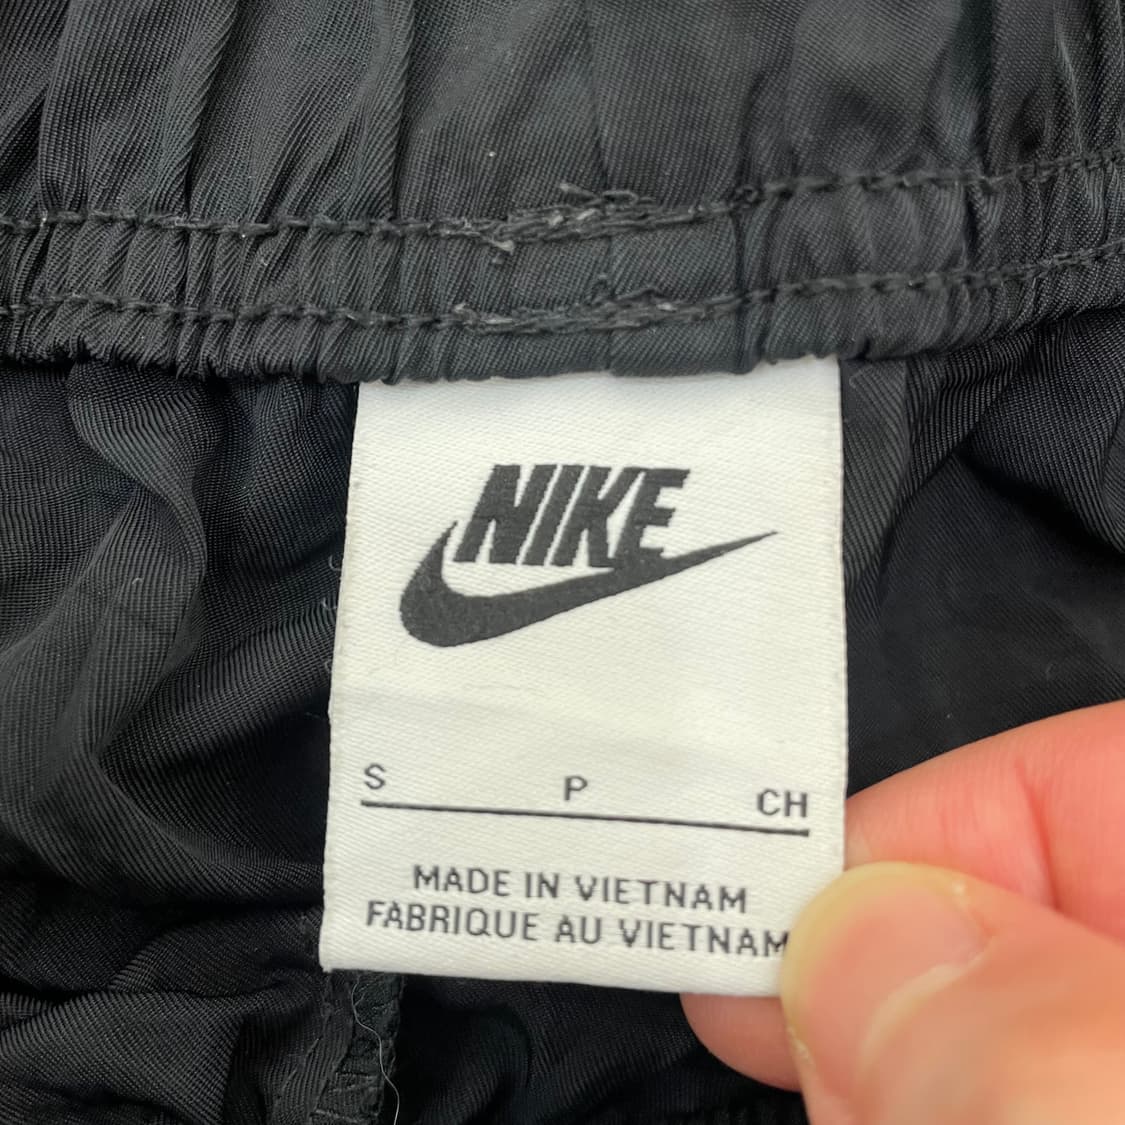 NIKE
S P CH
MADE IN VIETNAM
FABRIQUE AU VIETNAM